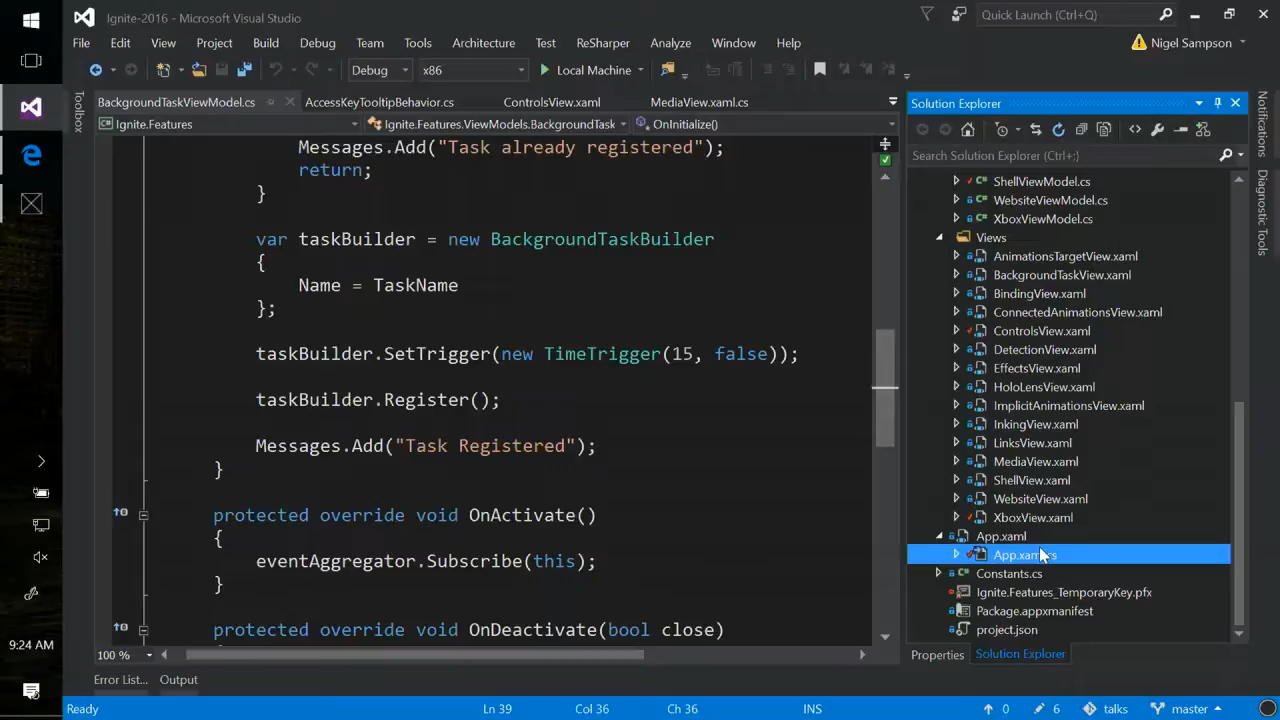 Ignite-2016 - Microsoft Visual Studio
Quick Launch (Ctrl+Q)
File Edit View Project Build Debug Team Tools Architecture Test ReSharper Analyze Window Help
Nigel Sampson
Debug x86 Local Machine
Toolbox
BackgroundTaskViewModel.cs AccessKeyTooltipBehavior.cs ControlsView.xaml MediaView.xaml.cs
Ignite.Features Ignite.Features.ViewModels.BackgroundTask OnInitialize()
Messages.Add("Task already registered");
return;
}
var taskBuilder = new BackgroundTaskBuilder
{
Name = TaskName
};
taskBuilder.SetTrigger(new TimeTrigger(15, false));
taskBuilder.Register();
Messages.Add("Task Registered");
}
protected override void OnActivate()
{
eventAggregator.Subscribe(this);
}
protected override void OnDeactivate(bool close)
100 %
Error List... Output
Solution Explorer
Search Solution Explorer (Ctrl+;)
ShellViewModel.cs
WebsiteViewModel.cs
XboxViewModel.cs
Views
AnimationsTargetView.xaml
BackgroundTaskView.xaml
BindingView.xaml
ConnectedAnimationsView.xaml
ControlsView.xaml
DetectionView.xaml
EffectsView.xaml
HoloLensView.xaml
ImplicitAnimationsView.xaml
InkingView.xaml
LinksView.xaml
MediaView.xaml
ShellView.xaml
WebsiteView.xaml
XboxView.xaml
App.xaml
App.xaml.cs
Constants.cs
Ignite.Features_TemporaryKey.pfx
Package.appxmanifest
project.json
Properties Solution Explorer
Notifications
Diagnostic Tools
9:24 AM
Ready Ln 39 Col 36 Ch 36 INS 0 6 talks master